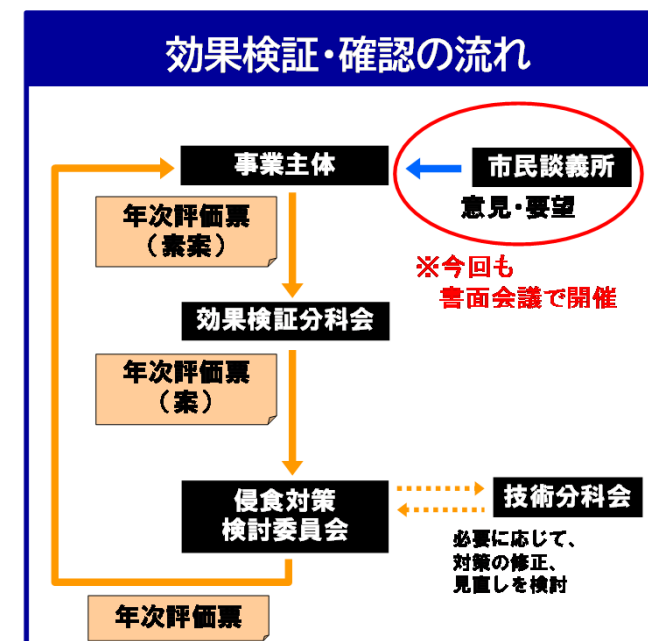 効果検証・確認の流れ
事業主体
市民談義所
意見・要望
年次評価票
（素案）
※今回も
書面会議で開催
効果検証分科会
年次評価票
（案）
侵食対策
検討委員会
技術分科会
必要に応じて、
対策の修正、
見直しを検討
年次評価票